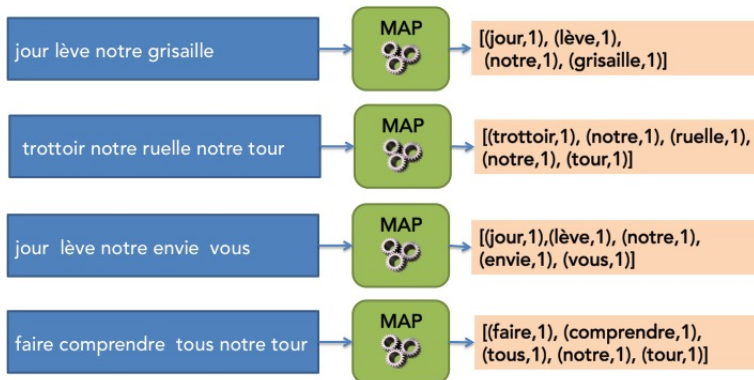 jour lève notre grisaille
MAP
[(jour,1), (lève,1),
(notre,1), (grisaille,1)]
trottoir notre ruelle notre tour
MAP
[(trottoir,1), (notre,1), (ruelle,1),
(notre,1), (tour,1)]
jour lève notre envie vous
MAP
[(jour,1),(lève,1), (notre,1),
(envie,1), (vous,1)]
faire comprendre tous notre tour
MAP
[(faire,1), (comprendre,1),
(tous,1), (notre,1), (tour,1)]